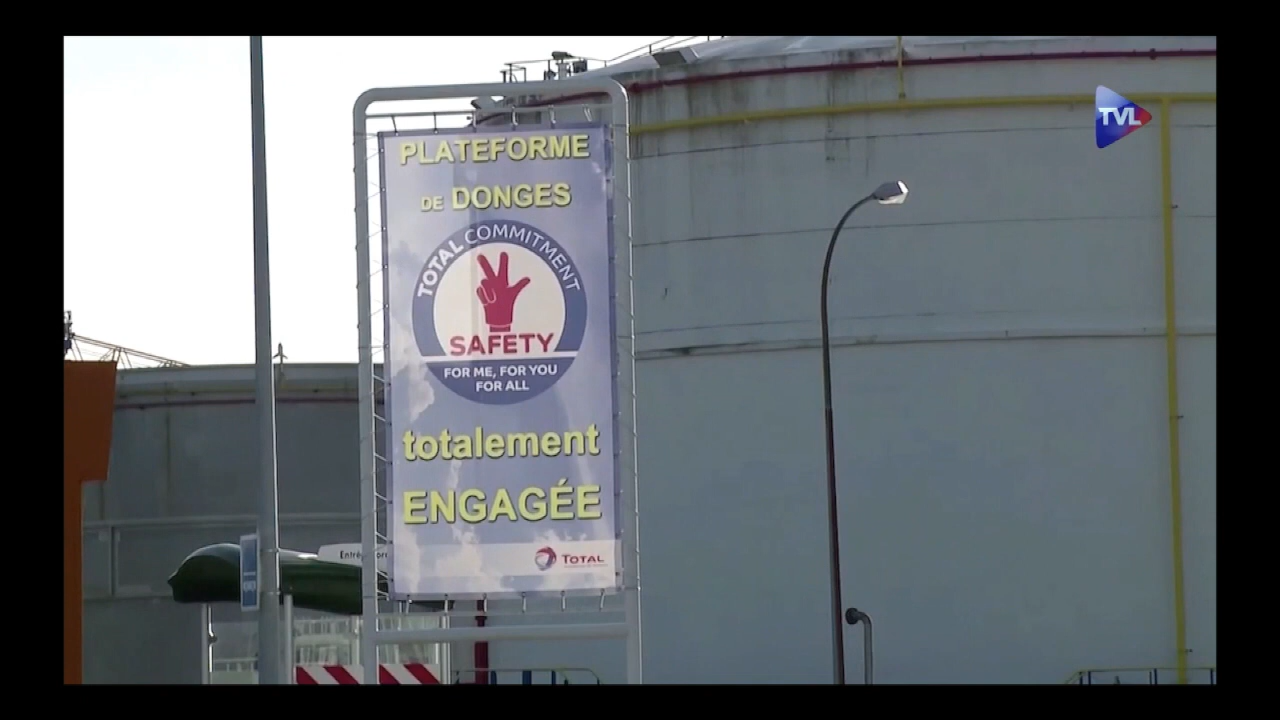 PLATEFORME
DE DONGES
TOTAL COMMITMENT
SAFETY
FOR ME, FOR YOU
FOR ALL
totalement
ENGAGÉE
TOTAL
TVL